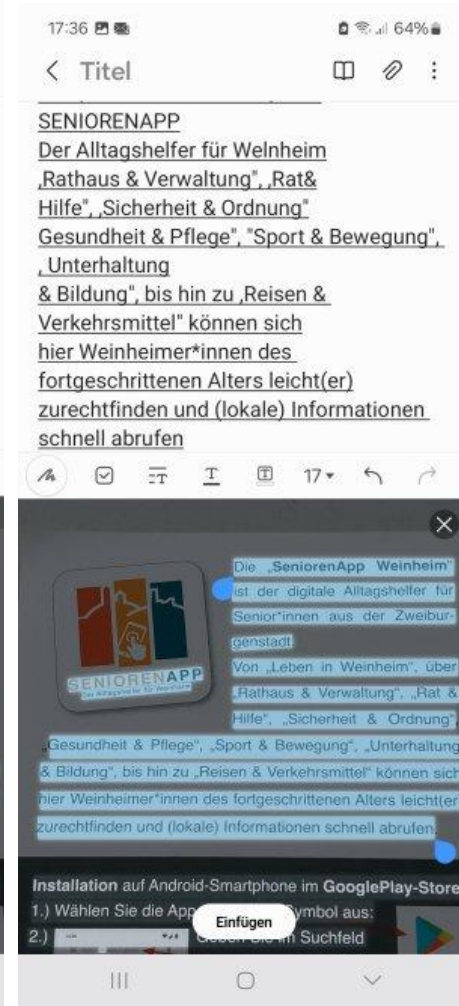 17:36
64%
Titel
SENIORENAPP
Der Alltagshelfer für Welnheim
‚Rathaus & Verwaltung", ‚Rat&
Hilfe", ‚Sicherheit & Ordnung"
Gesundheit & Pflege", "Sport & Bewegung",
, Unterhaltung
& Bildung", bis hin zu ‚Reisen &
Verkehrsmittel" können sich
hier Weinheimer*innen des
fortgeschrittenen Alters leicht(er)
zurechtfinden und (lokale) Informationen
schnell abrufen
17
Die „SeniorenApp Weinheim"
ist der digitale Alltagshelfer für
Senior*innen aus der Zweibur-
genstadt.
Von „Leben in Weinheim", über
„Rathaus & Verwaltung", „Rat &
Hilfe", „Sicherheit & Ordnung",
SENIORENAPP
Der Alltagshelfer für Weinheim
„Gesundheit & Pflege", „Sport & Bewegung", „Unterhaltung
& Bildung", bis hin zu „Reisen & Verkehrsmittel" können sich
hier Weinheimer*innen des fortgeschrittenen Alters leicht(er
zurechtfinden und (lokale) Informationen schnell abrufen.
Installation auf Android-Smartphone im GooglePlay-Store
1.) Wählen Sie die App ymbol aus:
Einfügen
2.) Suchfeld